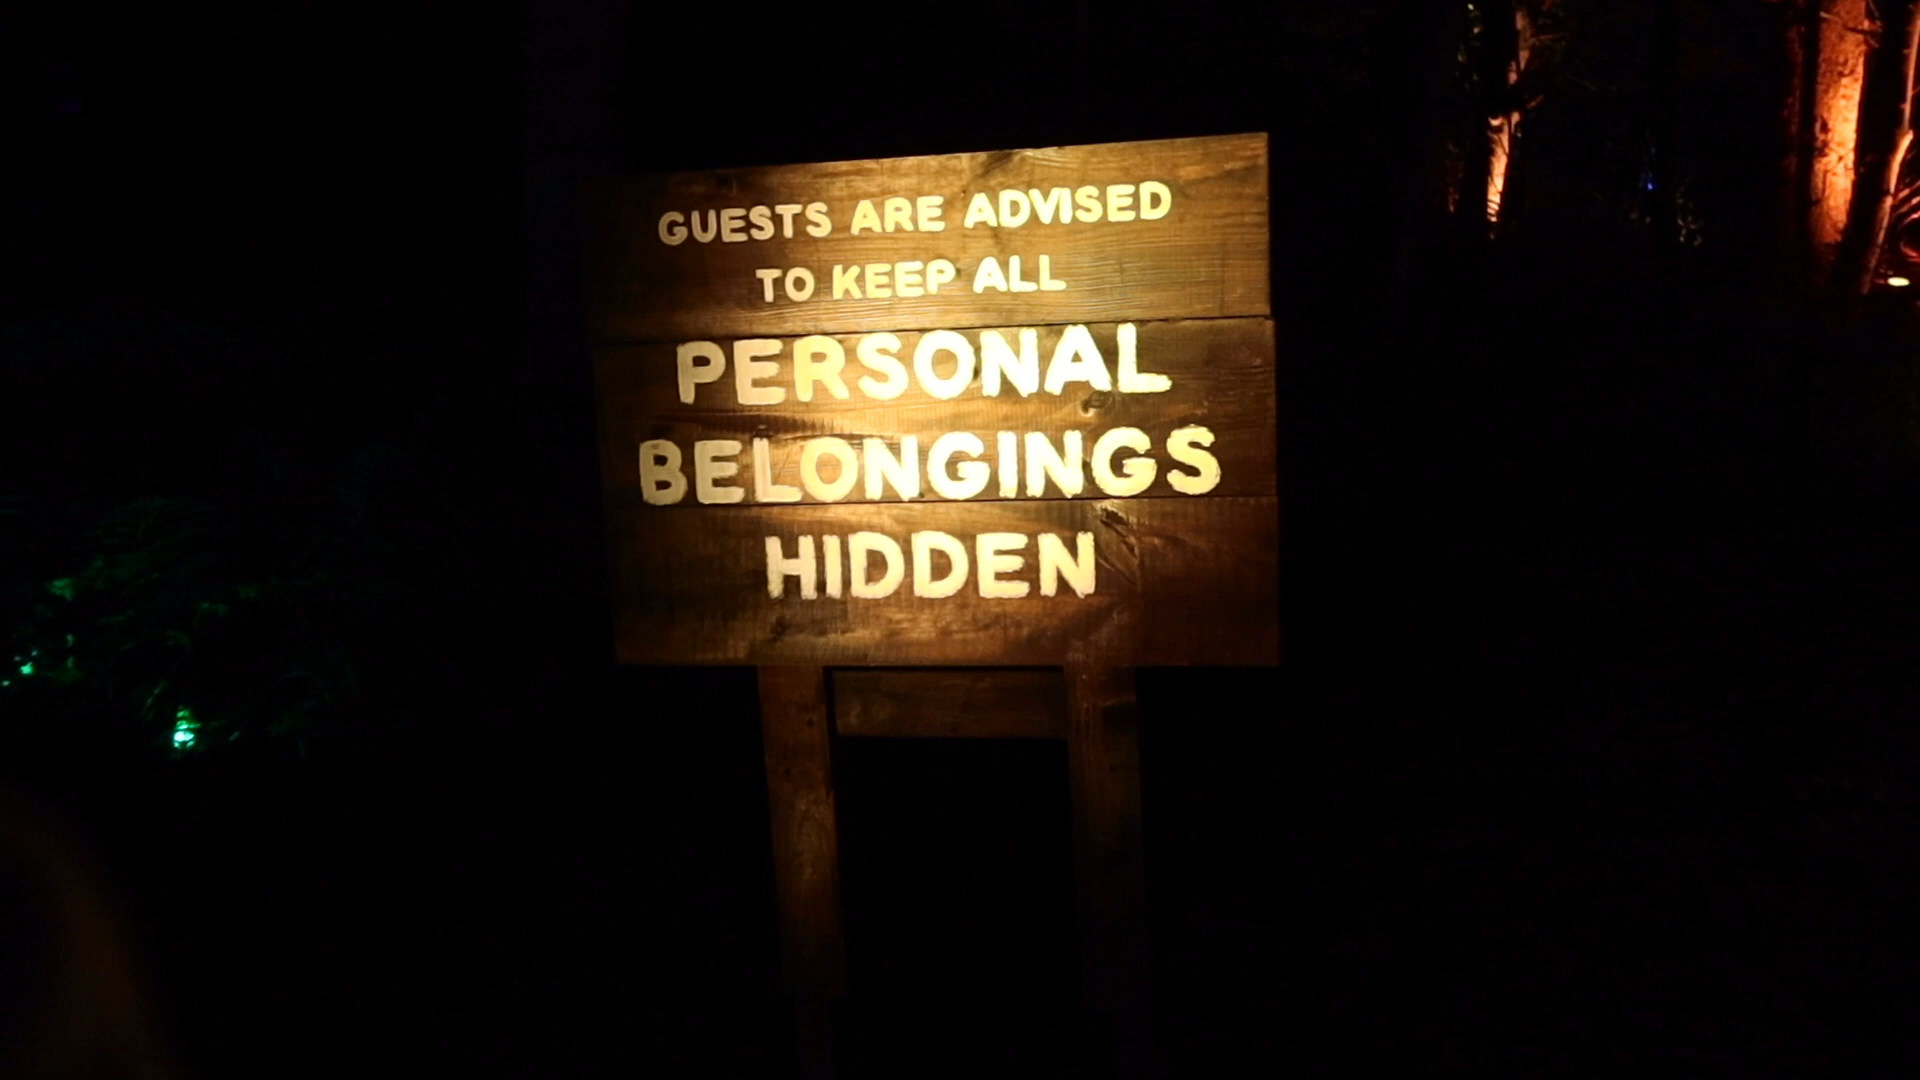 GUESTS ARE ADVISED
TO KEEP ALL
PERSONAL
BELONGINGS
HIDDEN